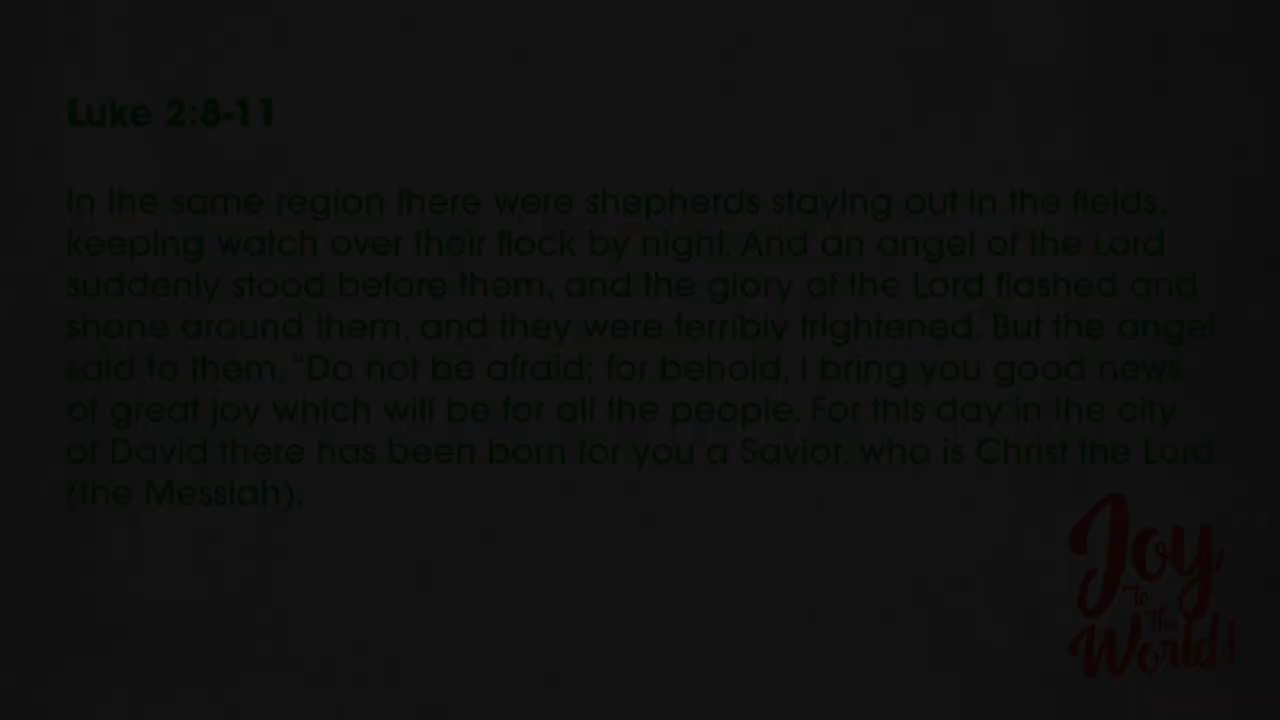 Luke 2:8-11
In the same region there were shepherds staying out in the fields,
keeping watch over their flock by night. And an angel of the Lord
suddenly stood before them, and the glory of the Lord flashed and
shone around them, and they were terribly frightened. But the angel
said to them, "Do not be afraid; for behold, I bring you good news
of great joy which will be for all the people. For this day in the city
of David there has been born for you a Savior, who is Christ the Lord
(the Messiah).
Joy
To
The
World!